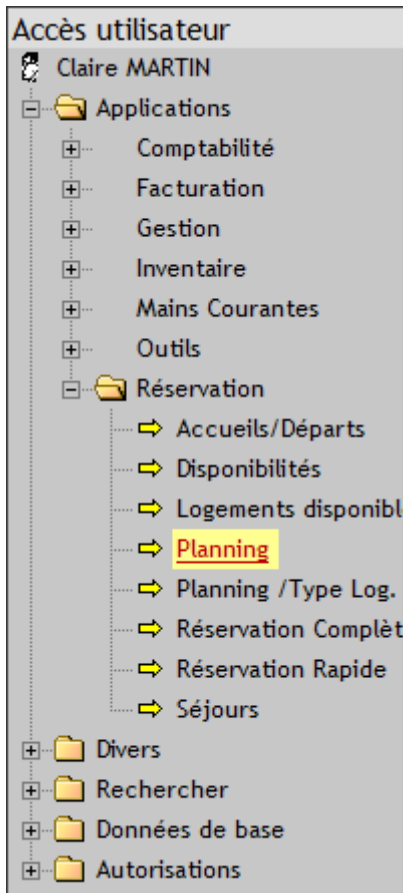 Accès utilisateur
Claire MARTIN
Applications
Comptabilité
Facturation
Gestion
Inventaire
Mains Courantes
Outils
Réservation
Accueils/Départs
Disponibilités
Logements disponibl
Planning
Planning /Type Log.
Réservation Complèt
Réservation Rapide
Séjours
Divers
Rechercher
Données de base
Autorisations